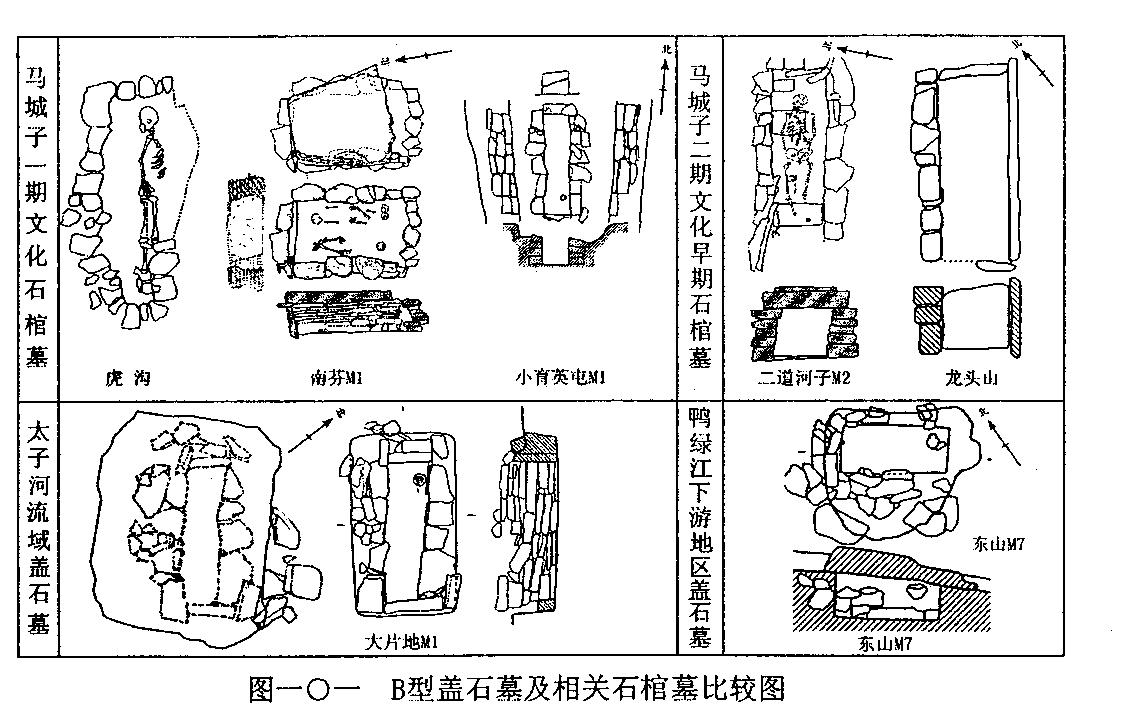 马城子一期文化石棺墓
北
虎沟
南芬M1
小育英屯M1
马城子二期文化早期石棺墓
北
二道河子M2
龙头山
太子河流域盖石墓
大片地M1
鸭绿江下游地区盖石墓
北
东山M7
东山M7
图一〇一 B型盖石墓及相关石棺墓比较图